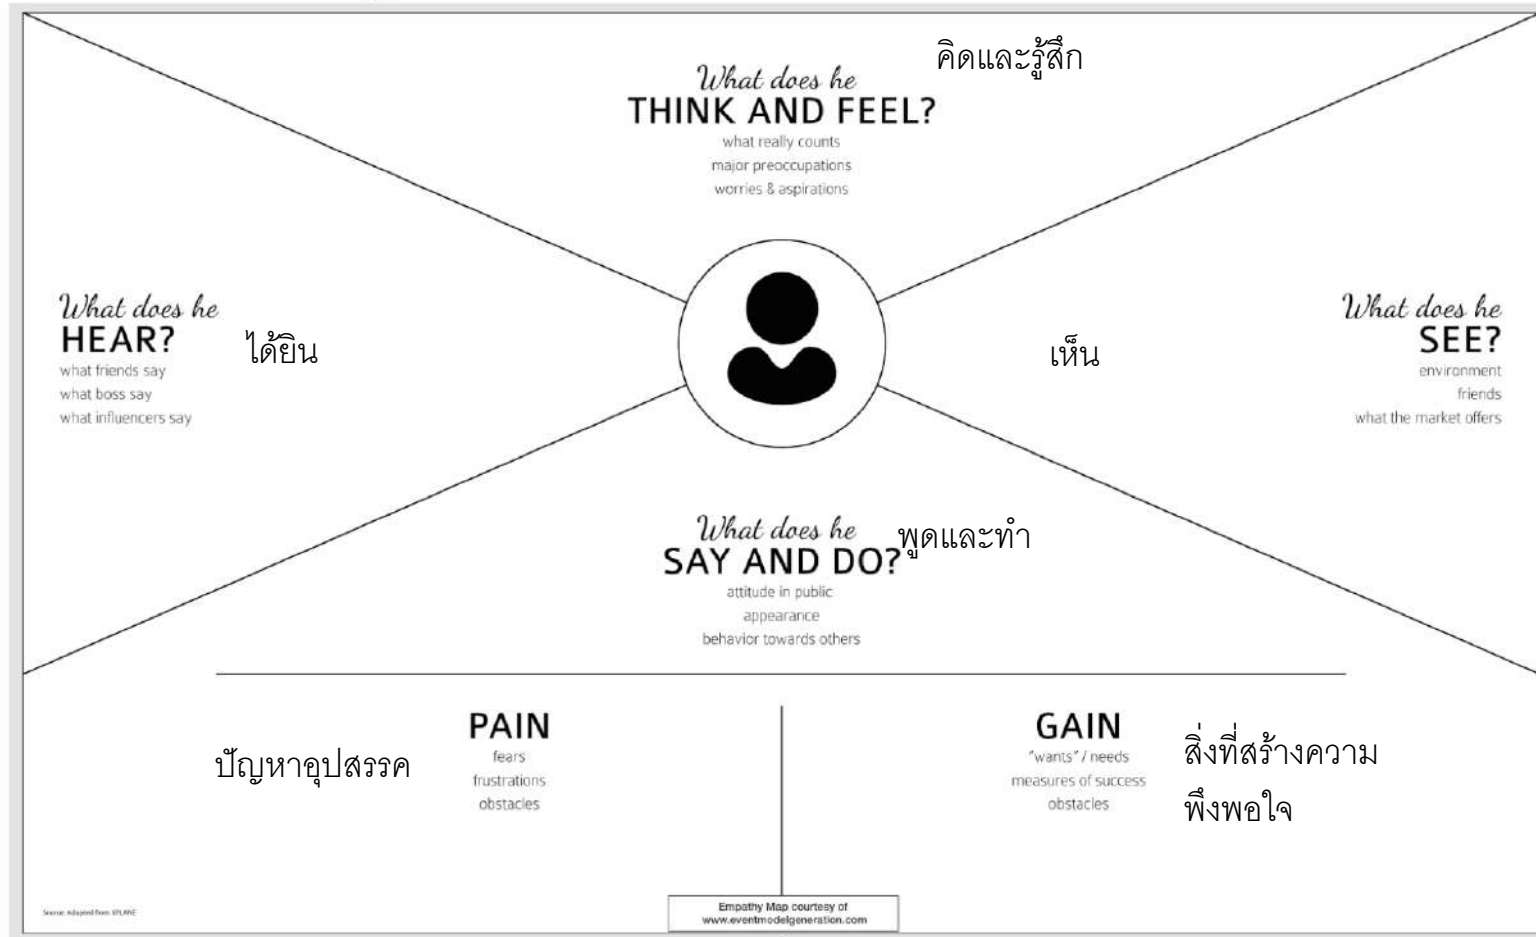 What does he
THINK AND FEEL?
คิดและรู้สึก
what really counts
major preoccupations
worries & aspirations
What does he
HEAR?
ได้ยิน
what friends say
what boss say
what influencers say
เห็น
What does he
SEE?
environment
friends
what the market offers
What does he
SAY AND DO?
พูดและทำ
attitude in public
appearance
behavior towards others
PAIN
ปัญหาอุปสรรค
fears
frustrations
obstacles
GAIN
"wants" / needs
measures of success
obstacles
สิ่งที่สร้างความ
พึงพอใจ
Source: Adapted from XPLANE
Empathy Map courtesy of
www.eventmodelgeneration.com